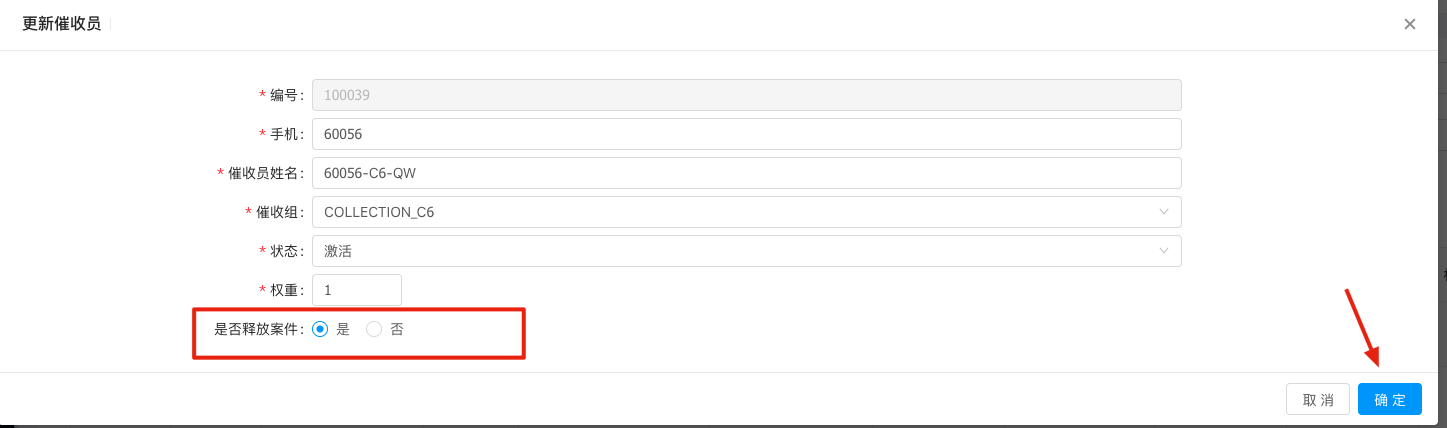 更新催收员
* 编号: 100039
* 手机: 60056
* 催收员姓名: 60056-C6-QW
* 催收组: COLLECTION_C6
* 状态: 激活
* 权重: 1
是否释放案件: 是 否
取 消 确 定